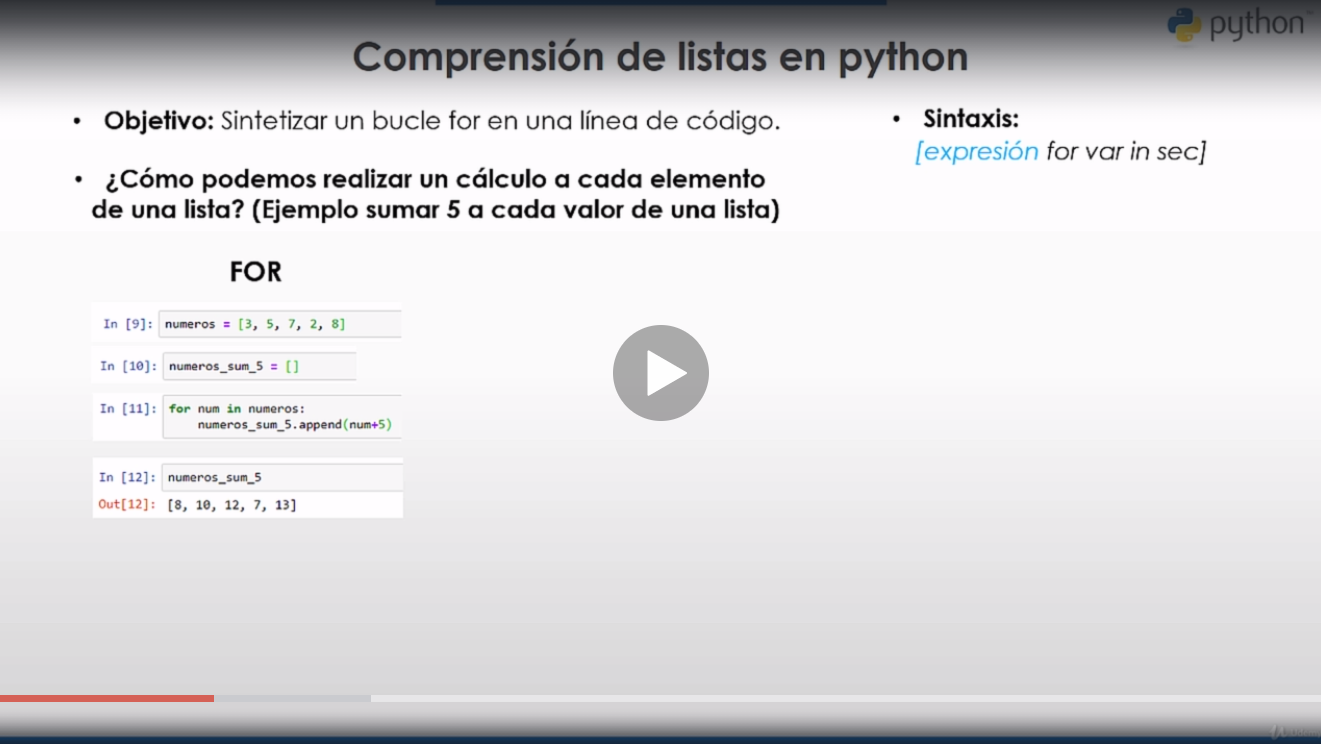 python
Comprensión de listas en python
• Objetivo: Sintetizar un bucle for en una línea de código.
• ¿Cómo podemos realizar un cálculo a cada elemento
de una lista? (Ejemplo sumar 5 a cada valor de una lista)
FOR
In [9]: numeros = [3, 5, 7, 2, 8]
In [10]: numeros_sum_5 = []
In [11]: for num in numeros:
numeros_sum_5.append(num+5)
In [12]: numeros_sum_5
Out[12]: [8, 10, 12, 7, 13]
• Sintaxis:
[expresión for var in sec]